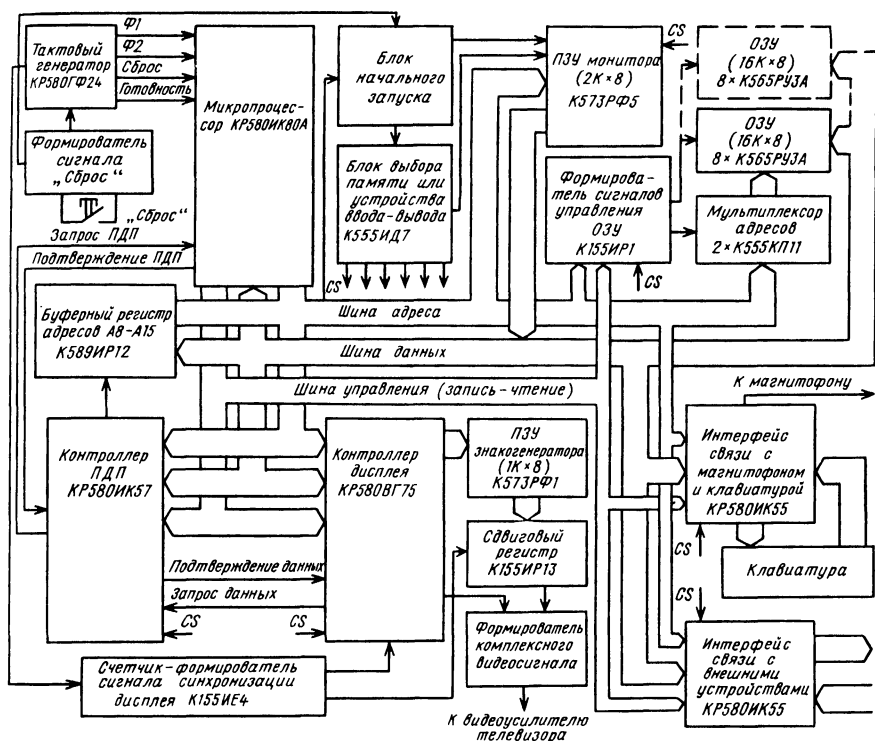 Тактовый
генератор
КР580ГФ24
Ф1
Ф2
Сброс
Готовность
Микропроцес-
сор КР580ИК80А
Формирователь
сигнала
„Сброс“
„Сброс“
Запрос ПДП
Подтверждение ПДП
Блок
начального
запуска
Блок выбора
памяти или
устройства
ввода-вывода
К555ИД7
CS
ПЗУ монитора
(2К×8)
К573РФ5
CS
ОЗУ
(16К×8)
8×К565РУ3А
ОЗУ
(16К×8)
8×К565РУ3А
Формирова-
тель сигналов
управления
ОЗУ
К155ИР1
CS
Мультиплексор
адресов
2×К555КП11
Буферный регистр
адресов А8-А15
К589ИР12
Шина адреса
Шина данных
Шина управления (запись-чтение)
К магнитофону
Контроллер
ПДП
КР580ИК57
Контроллер
дисплея
КР580ВГ75
ПЗУ
знакогенератора
(1К×8)
К573РФ1
Интерфейс
связи с
магнитофоном
и клавиатурой
КР580ИК55
CS
Клавиатура
Сдвиговый
регистр
К155ИР13
Подтверждение данных
Запрос данных
CS
CS
CS
Формирователь
комплексного
видеосигнала
Интерфейс
связи с
внешними
устройствами
КР580ИК55
Счетчик-формирователь
сигнала синхронизации
дисплея К155ИЕ4
К видеоусилителю
телевизора